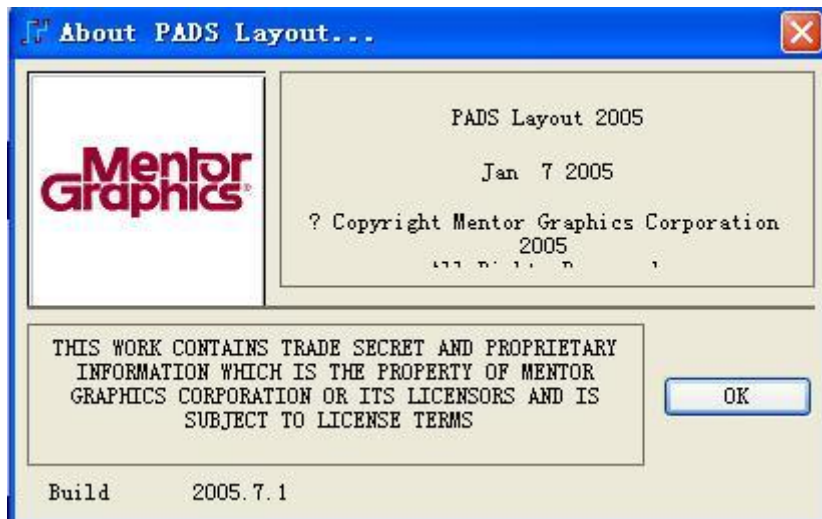 About PADS Layout...
Mentor
Graphics®
PADS Layout 2005
Jan 7 2005
? Copyright Mentor Graphics Corporation
2005
THIS WORK CONTAINS TRADE SECRET AND PROPRIETARY
INFORMATION WHICH IS THE PROPERTY OF MENTOR
GRAPHICS CORPORATION OR ITS LICENSORS AND IS
SUBJECT TO LICENSE TERMS
OK
Build 2005.7.1